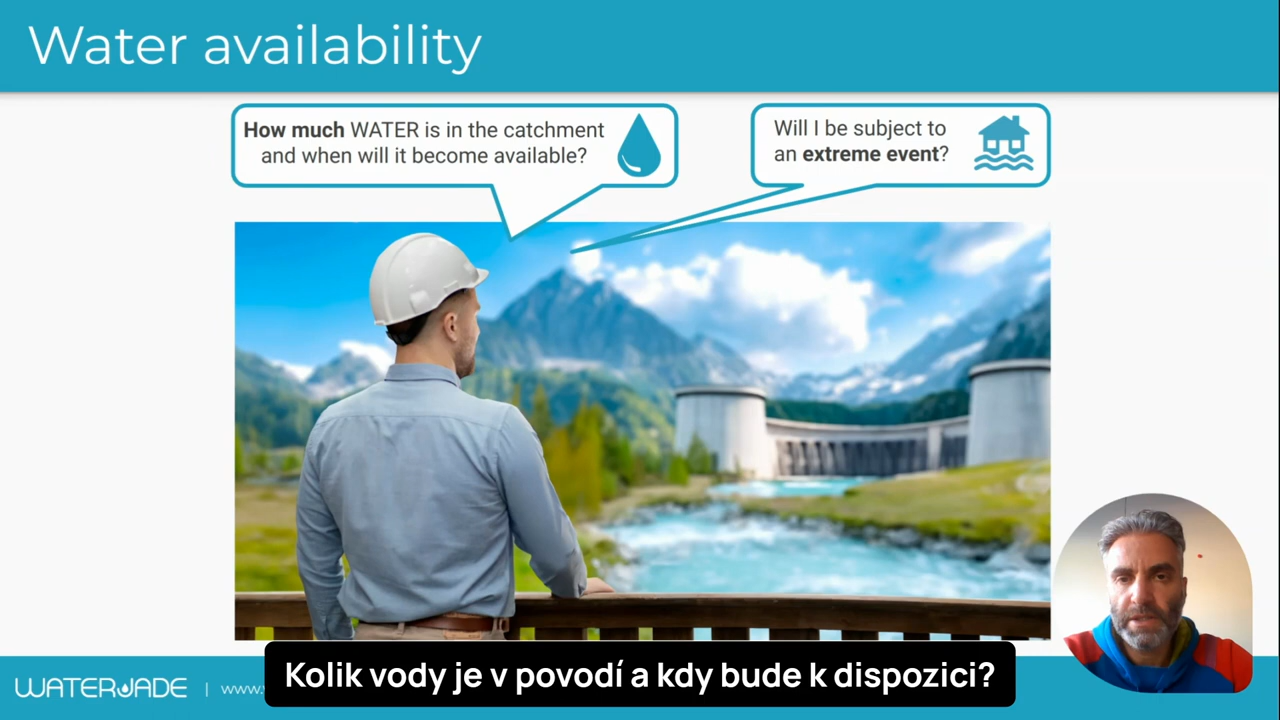 Water availability
How much WATER is in the catchment
and when will it become available?
Will I be subject to
an extreme event?
Kolik vody je v povodí a kdy bude k dispozici?
WATERJADE | www.